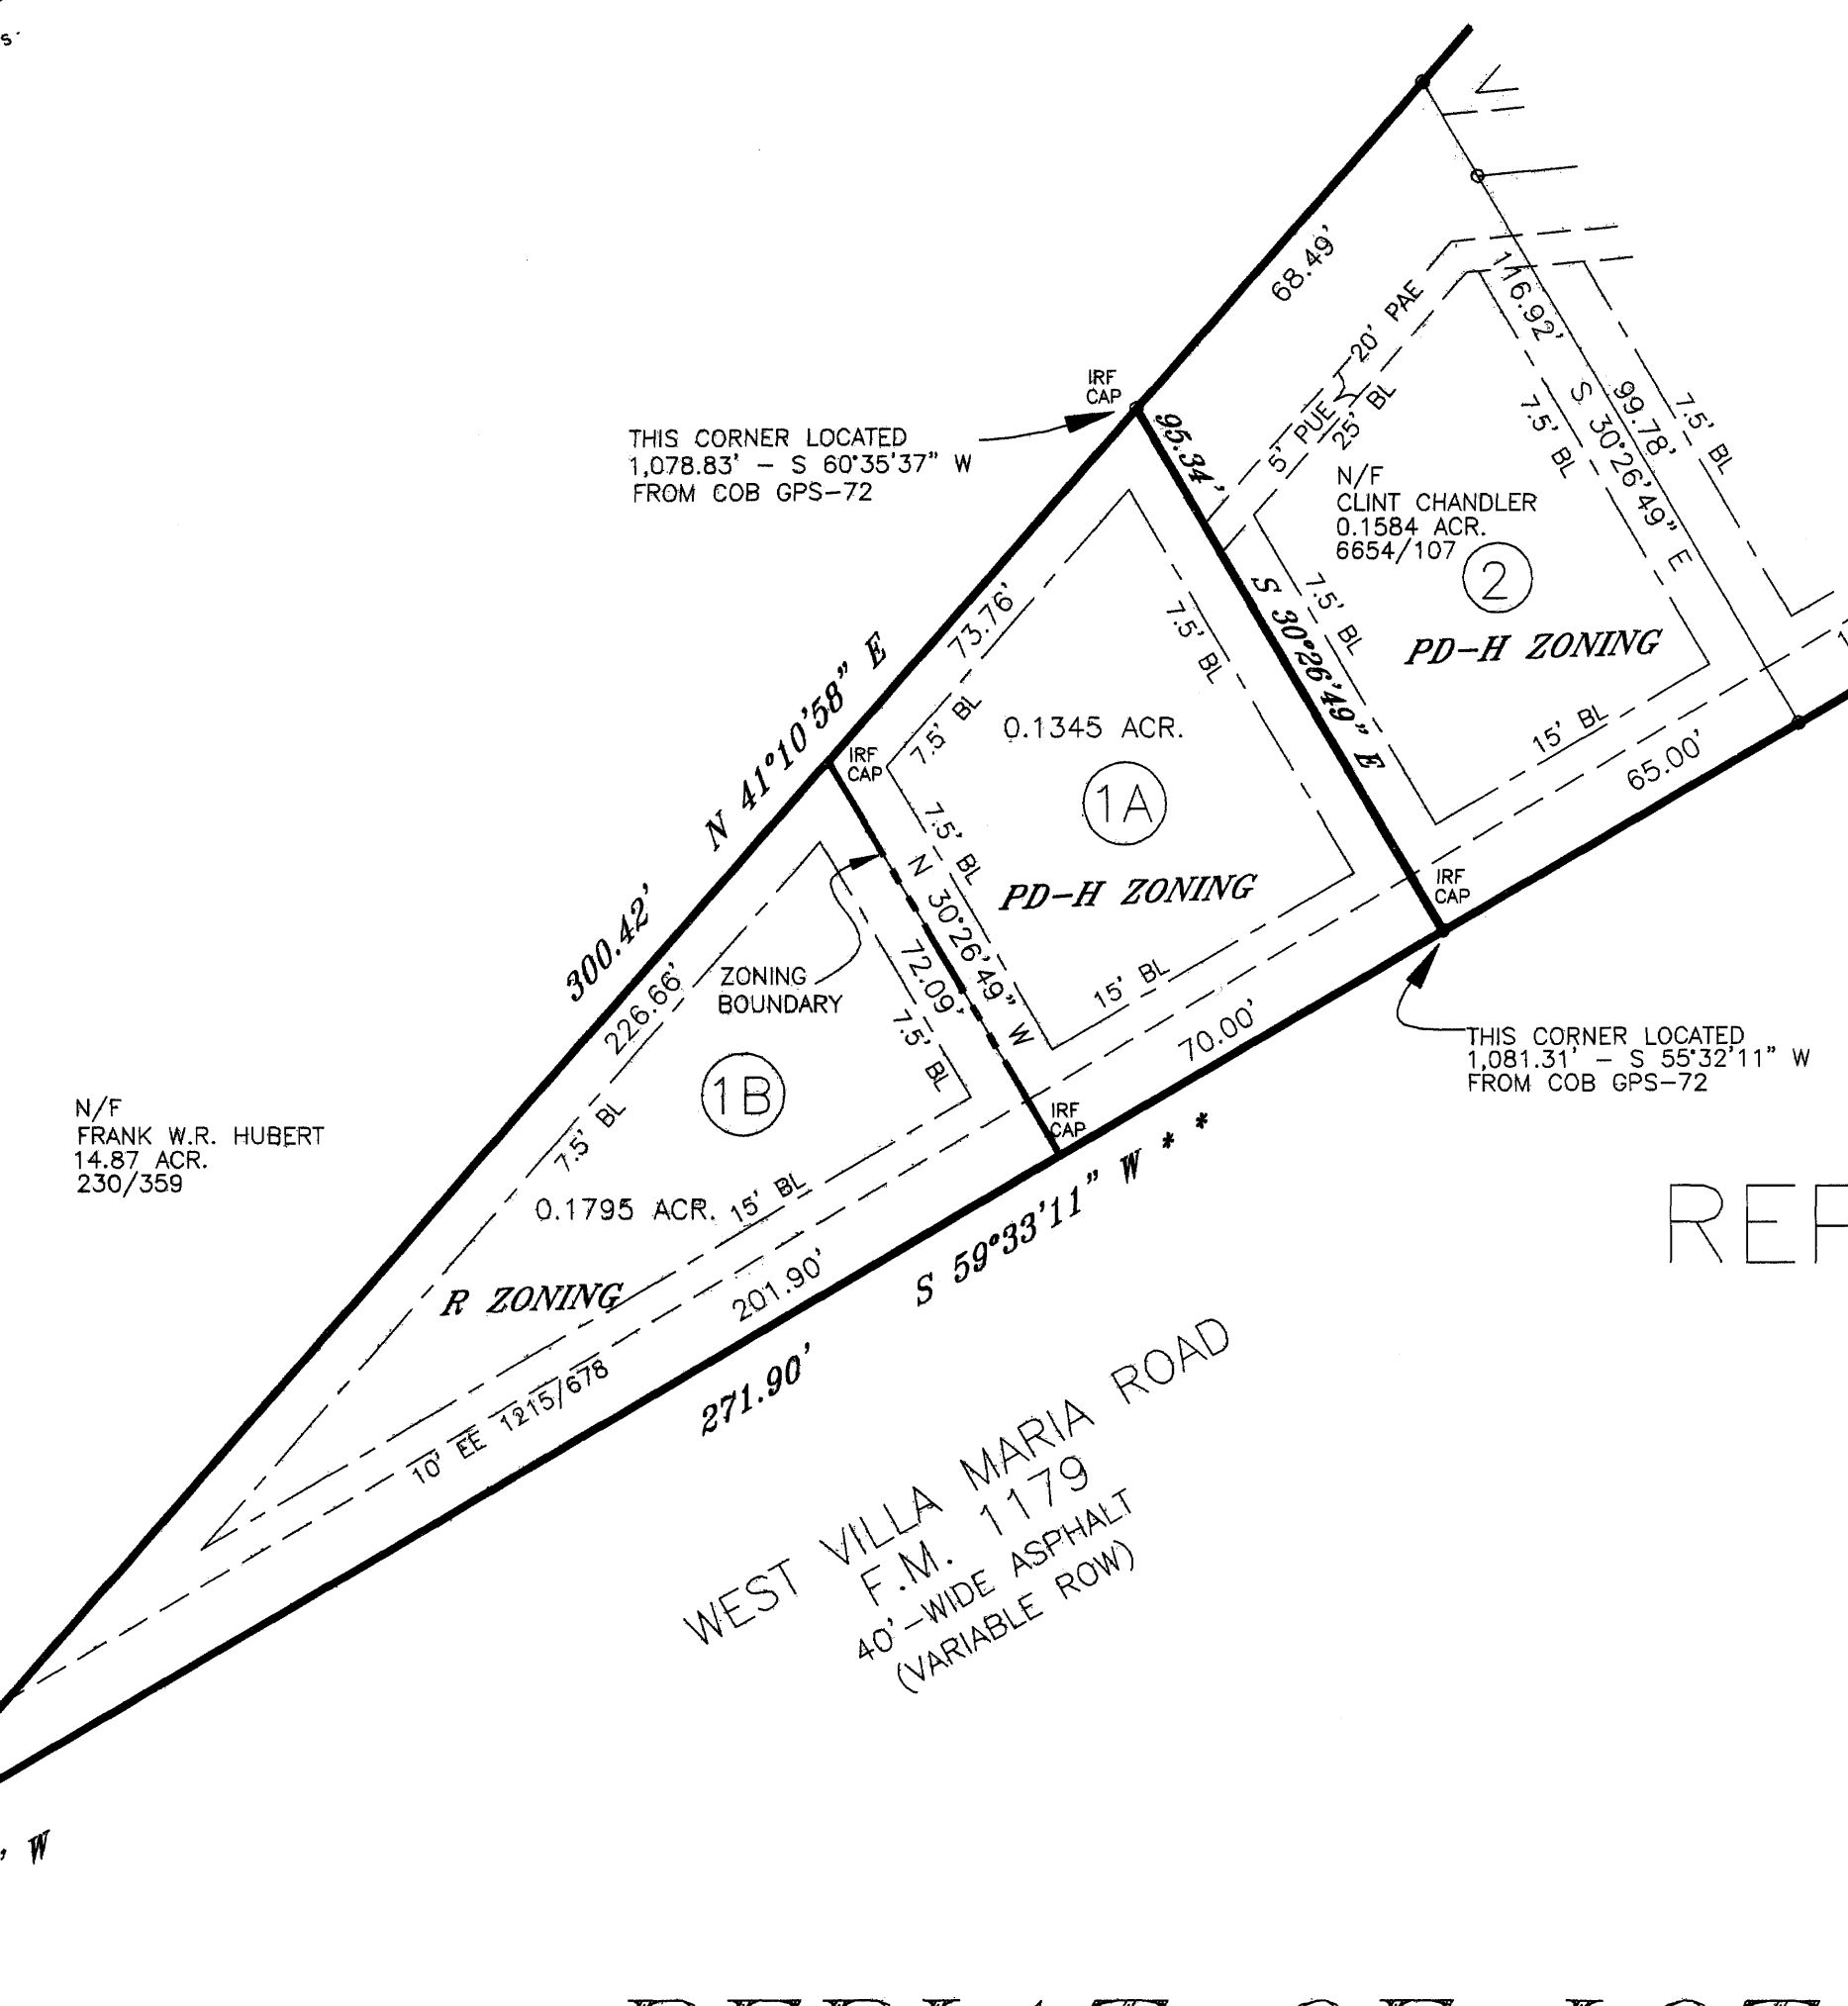 s.
68.49'
5' PUE
20' PAE
25' BL
116.92'
S 30°26'49" E
99.78'
7.5' BL
7.5' BL
IRF
CAP
THIS CORNER LOCATED
1,078.83' – S 60°35'37" W
FROM COB GPS–72
95.34'
S 30°26'49" E
N/F
CLINT CHANDLER
0.1584 ACR.
6654/107
2
PD–H ZONING
7.5' BL
15' BL
65.00'
N 41°10'58" E
300.42'
73.76'
7.5' BL
7.5' BL
7.5' BL
0.1345 ACR.
1A
PD–H ZONING
IRF
CAP
IRF
CAP
N 30°26'49" W
72.09'
15' BL
70.00'
ZONING
BOUNDARY
226.66'
7.5' BL
7.5' BL
1B
IRF
CAP
THIS CORNER LOCATED
1,081.31' – S 55°32'11" W
FROM COB GPS–72
N/F
FRANK W.R. HUBERT
14.87 ACR.
230/359
0.1795 ACR.
15' BL
R ZONING
201.90'
10' EE 1215/678
S 59°33'11" W * *
271.90'
REP
WEST VILLA MARIA ROAD
F.M. 1179
40'–WIDE ASPHALT
(VARIABLE ROW)
' W